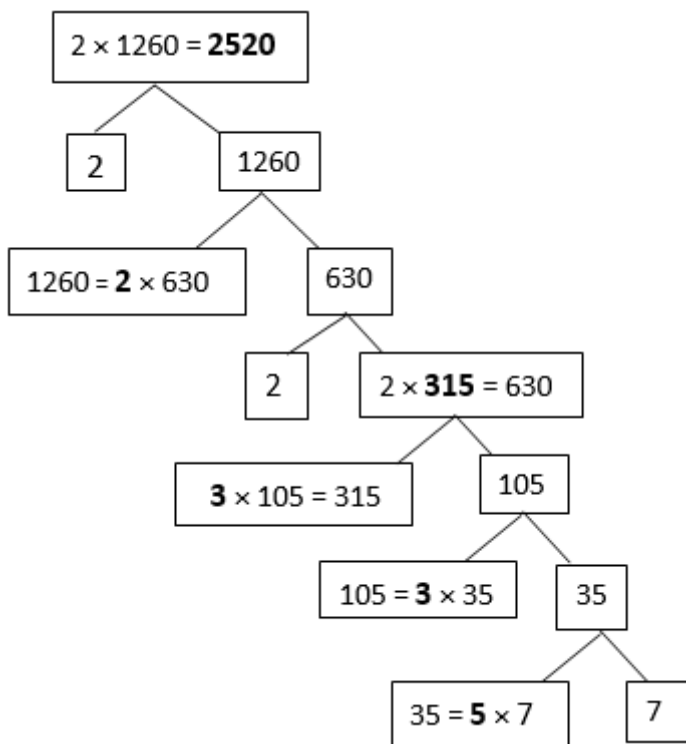 2 × 1260 = 2520
2
1260
1260 = 2 × 630
630
2
2 × 315 = 630
3 × 105 = 315
105
105 = 3 × 35
35
35 = 5 × 7
7